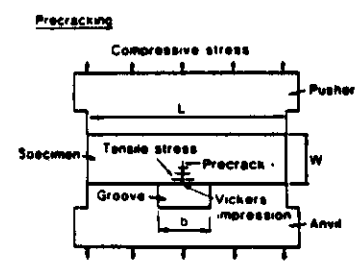 Precracking
Compressive stress
Pusher
L
Specimen
Tensile stress
Precrack
W
Groove
Vickers
impression
b
Anvil